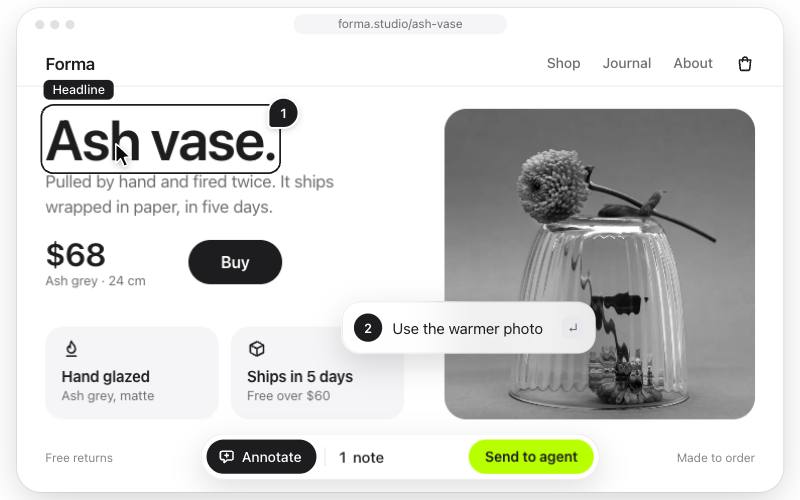 forma.studio/ash-vase
Forma
Shop Journal About
Headline
1
Ash vase.
Pulled by hand and fired twice. It ships
wrapped in paper, in five days.
$68
Ash grey · 24 cm
Buy
2 Use the warmer photo ↵
Hand glazed
Ash grey, matte
Ships in 5 days
Free over $60
Free returns
Annotate
1 note
Send to agent
Made to order